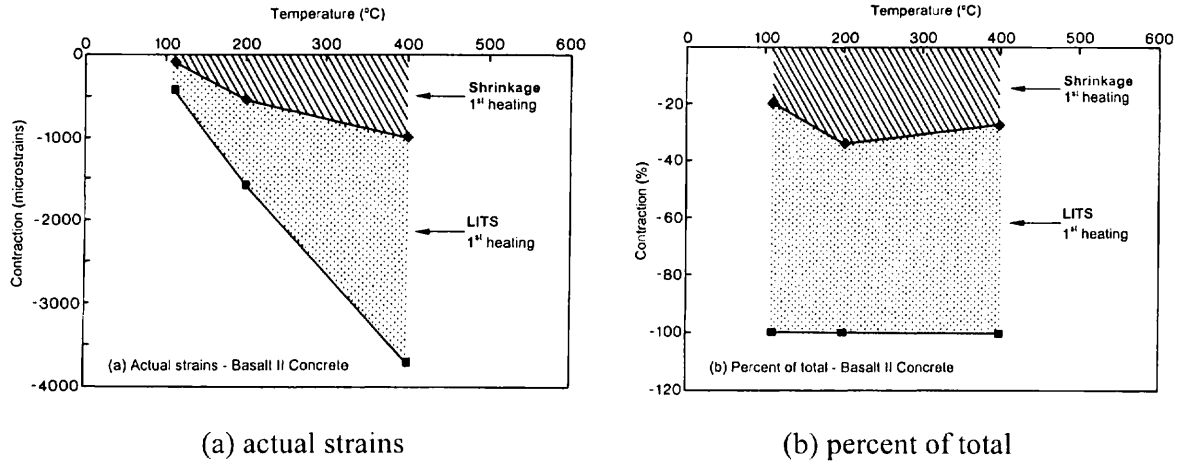 Temperature (°C)
0 100 200 300 400 500 600
0
-1000
-2000
-3000
-4000
Contraction (microstrains)
Shrinkage
1st heating
LITS
1st heating
(a) Actual strains - Basalt II Concrete
(a) actual strains
Temperature (°C)
0 100 200 300 400 500 600
-20
-40
-60
-80
-100
-120
Contraction (%)
Shrinkage
1st heating
LITS
1st heating
(b) Percent of total - Basalt II Concrete
(b) percent of total